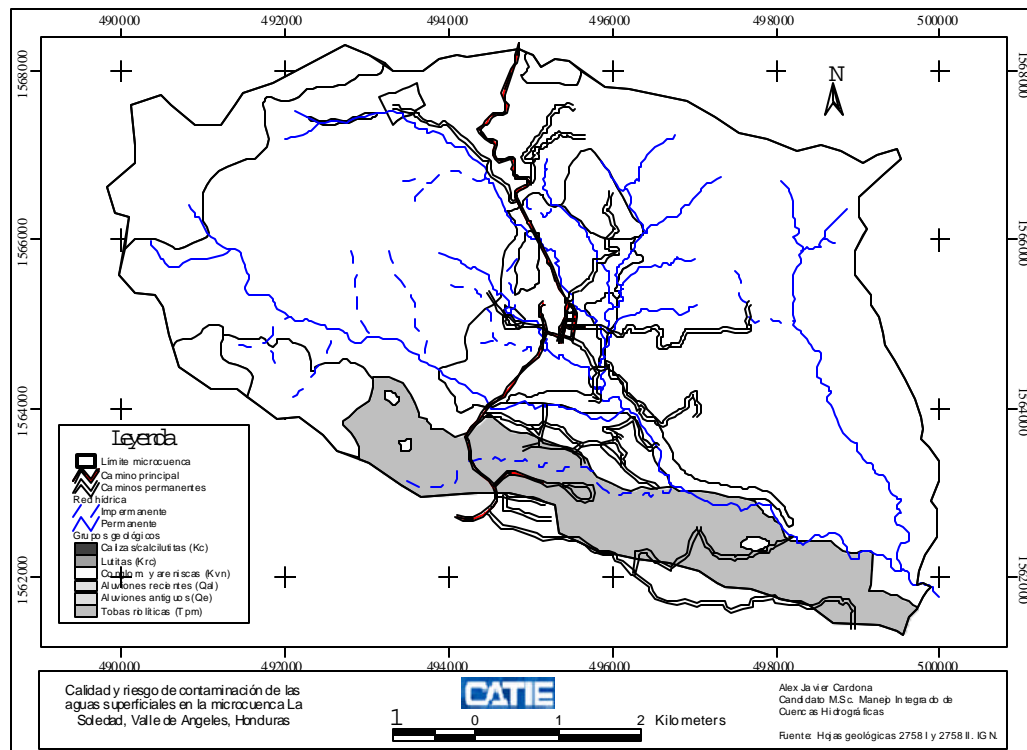 490000 492000 494000 496000 498000 500000
1568000 1568000
N
1566000 1566000
1564000 1564000
1562000 1562000
Leyenda
Límite microcuenca
Camino principal
Caminos permanentes
Red hídrica
Impermanente
Permanente
Grupos geológicos
Calizas/calcilutitas (Kc)
Lutitas (Krc)
Conglom. y areniscas (Kvn)
Aluviones recientes (Qal)
Aluviones antiguos (Qe)
Tobas riolíticas (Tpm)
490000 492000 494000 496000 498000 500000
Calidad y riesgo de contaminación de las
aguas superficiales en la microcuenca La
Soledad, Valle de Angeles, Honduras
CATIE
1 0 1 2 Kilometers
Alex Javier Cardona
Candidato M.Sc. Manejo Integrado de
Cuencas Hidrográficas
Fuente: Hojas geológicas 2758 I y 2758 II. IGN.